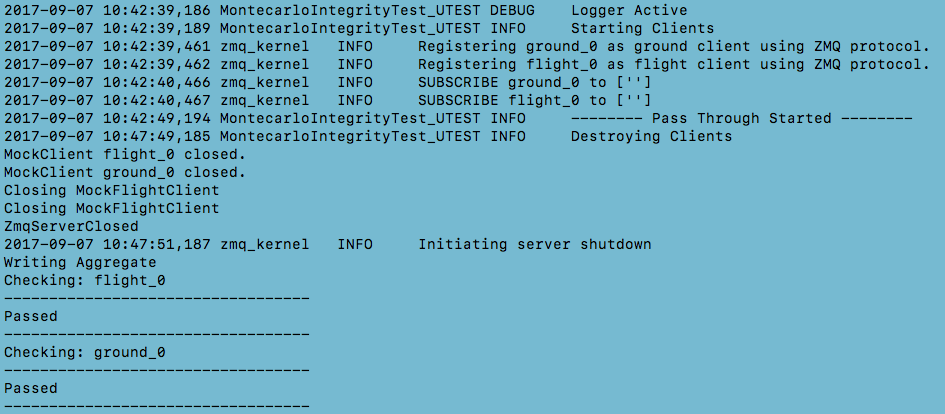 2017-09-07 10:42:39,186 MontecarloIntegrityTest_UTEST DEBUG    Logger Active
2017-09-07 10:42:39,189 MontecarloIntegrityTest_UTEST INFO     Starting Clients
2017-09-07 10:42:39,461 zmq_kernel   INFO     Registering ground_0 as ground client using ZMQ protocol.
2017-09-07 10:42:39,462 zmq_kernel   INFO     Registering flight_0 as flight client using ZMQ protocol.
2017-09-07 10:42:40,466 zmq_kernel   INFO     SUBSCRIBE ground_0 to ['']
2017-09-07 10:42:40,467 zmq_kernel   INFO     SUBSCRIBE flight_0 to ['']
2017-09-07 10:42:49,194 MontecarloIntegrityTest_UTEST INFO     -------- Pass Through Started --------
2017-09-07 10:47:49,185 MontecarloIntegrityTest_UTEST INFO     Destroying Clients
MockClient flight_0 closed.
MockClient ground_0 closed.
Closing MockFlightClient
Closing MockFlightClient
ZmqServerClosed
2017-09-07 10:47:51,187 zmq_kernel   INFO     Initiating server shutdown
Writing Aggregate
Checking: flight_0
----------------------------------
Passed
----------------------------------
Checking: ground_0
----------------------------------
Passed
----------------------------------